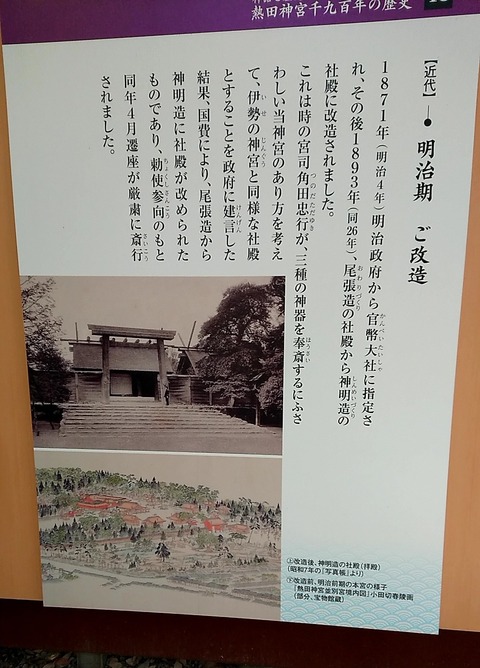 熱田神宮千九百年の歴史
【近代】―● 明治期 ご改造
1871年(明治4年)明治政府から官幣大社に指定さ
れ、その後1893年(同26年)、尾張造の社殿から神明造の
社殿に改造されました。
これは時の宮司角田忠行が、三種の神器を奉斎するにふさ
わしい当神宮のあり方を考え
て、伊勢の神宮と同様な社殿
とすることを政府に建言した
結果、国費により、尾張造から
神明造に社殿が改められた
ものであり、勅使参向のもと
同年4月遷座が厳粛に斎行
されました。
㊤改造後、神明造の社殿(拝殿)
(昭和7年の『写真帳』より)
㊦改造前、明治前期の本宮の様子
『熱田神宮並別宮境内図』小田切春陵画
(部分、宝物館蔵)